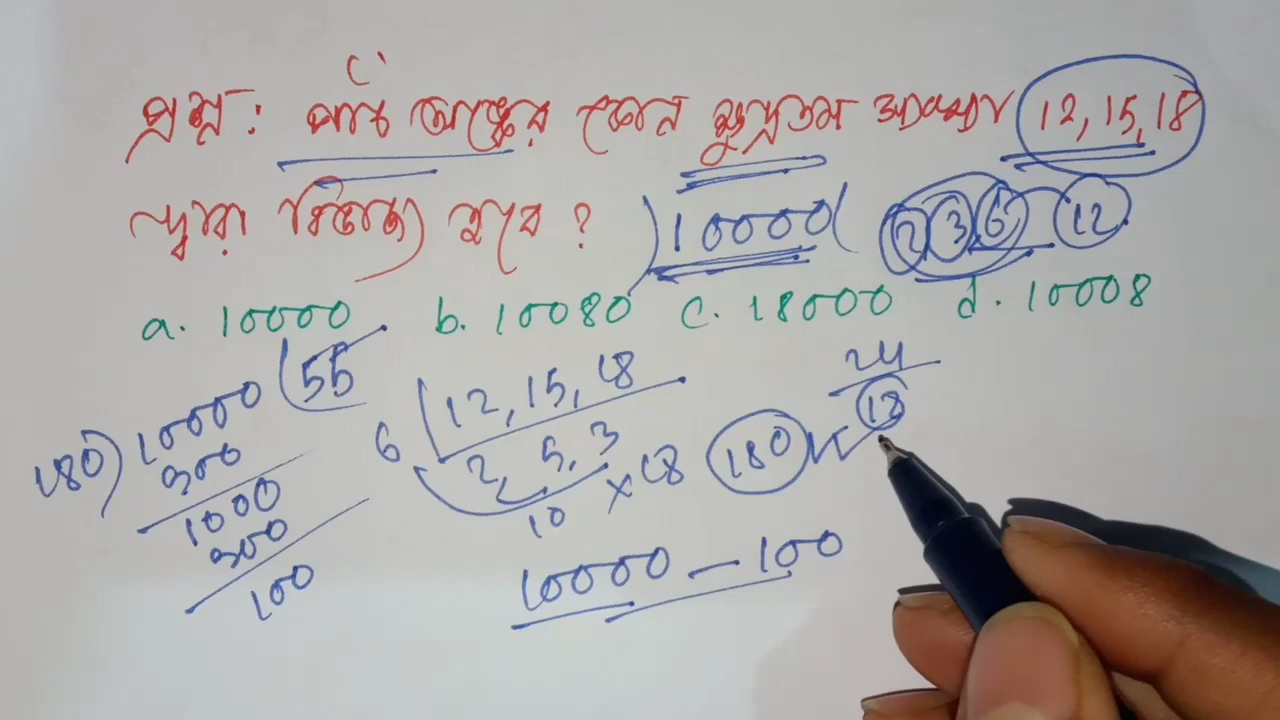 প্রশ্ন: পাঁচ অঙ্কের কোন ক্ষুদ্রতম সংখ্যা 12, 15, 18
দ্বারা বিভাজ্য হবে? )10000( 2 3 6 12
a. 10000 b. 10080 c. 18000 d. 10008
180)10000(55
900
1000
900
100
6 12, 15, 18
2, 5, 3
10 × 18 180
24
12
10000 — 100